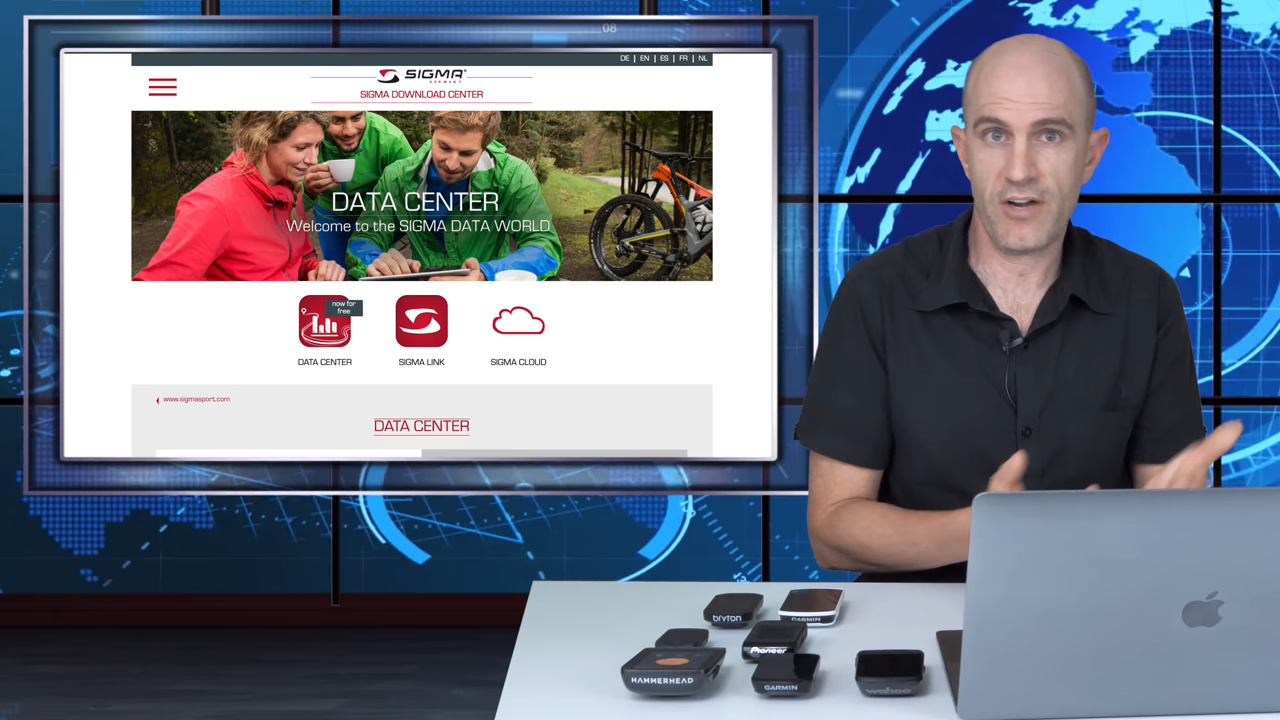 08
DE | EN | ES | FR | NL
SIGMA
SIGMA DOWNLOAD CENTER
DATA CENTER
Welcome to the SIGMA DATA WORLD
now for
free
DATA CENTER
SIGMA LINK
SIGMA CLOUD
www.sigmasport.com
DATA CENTER
bryton
GARMIN
Pioneer
HAMMERHEAD
GARMIN
wahoo